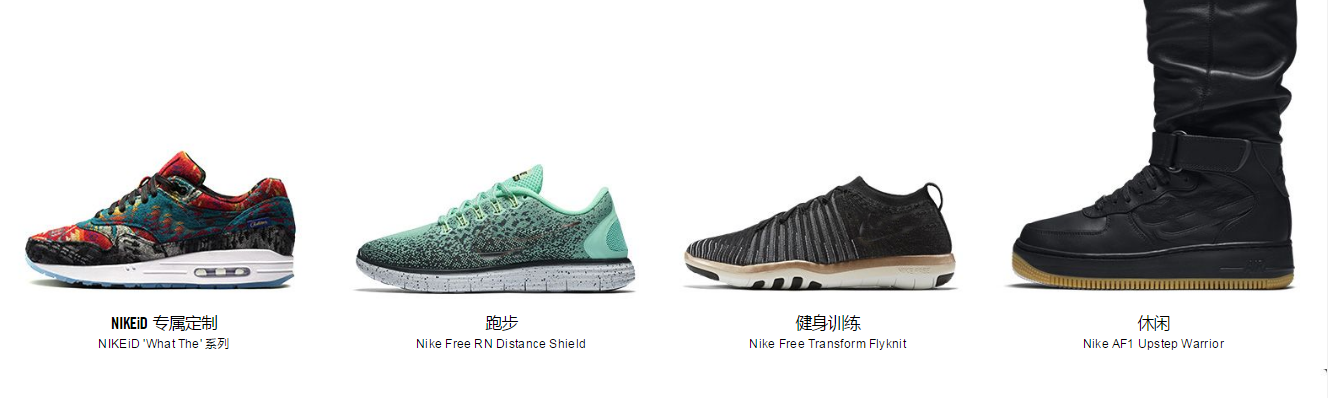 NIKEiD 专属定制
NIKEiD 'What The' 系列
跑步
Nike Free RN Distance Shield
健身训练
Nike Free Transform Flyknit
休闲
Nike AF1 Upstep Warrior